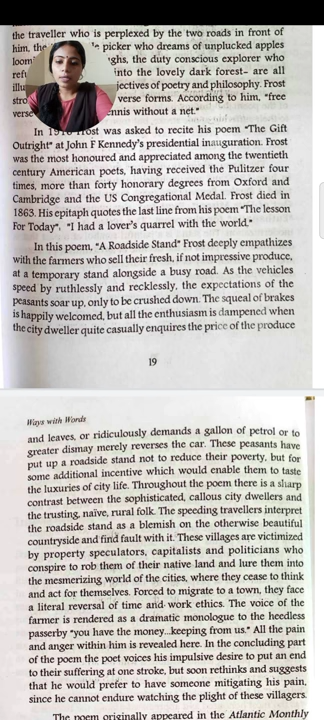 the traveller who is perplexed by the two roads in front of
him, the picker who dreams of unplucked apples
loom ughs, the duty conscious explorer who
refu into the lovely dark forest– are all
illu jectives of poetry and philosophy. Frost
stro verse forms. According to him, "free
verse ennis without a net."
In 19 Frost was asked to recite his poem "The Gift
Outright" at John F Kennedy's presidential inauguration. Frost
was the most honoured and appreciated among the twentieth
century American poets, having received the Pulitzer four
times, more than forty honorary degrees from Oxford and
Cambridge and the US Congregational Medal. Frost died in
1863. His epitaph quotes the last line from his poem "The lesson
For Today", "I had a lover's quarrel with the world."
In this poem, "A Roadside Stand" Frost deeply empathizes
with the farmers who sell their fresh, if not impressive produce,
at a temporary stand alongside a busy road. As the vehicles
speed by ruthlessly and recklessly, the expectations of the
peasants soar up, only to be crushed down. The squeal of brakes
is happily welcomed, but all the enthusiasm is dampened when
the city dweller quite casually enquires the price of the produce
19
Ways with Words
and leaves, or ridiculously demands a gallon of petrol or to
greater dismay merely reverses the car. These peasants have
put up a roadside stand not to reduce their poverty, but for
some additional incentive which would enable them to taste
the luxuries of city life. Throughout the poem there is a sharp
contrast between the sophisticated, callous city dwellers and
the trusting, naïve, rural folk. The speeding travellers interpret
the roadside stand as a blemish on the otherwise beautiful
countryside and find fault with it. These villages are victimized
by property speculators, capitalists and politicians who
conspire to rob them of their native land and lure them into
the mesmerizing world of the cities, where they cease to think
and act for themselves. Forced to migrate to a town, they face
a literal reversal of time and work ethics. The voice of the
farmer is rendered as a dramatic monologue to the heedless
passerby "you have the money...keeping from us." All the pain
and anger within him is revealed here. In the concluding part
of the poem the poet voices his impulsive desire to put an end
to their suffering at one stroke, but soon rethinks and suggests
that he would prefer to have someone mitigating his pain,
since he cannot endure watching the plight of these villagers.
The poem originally appeared in the Atlantic Monthly